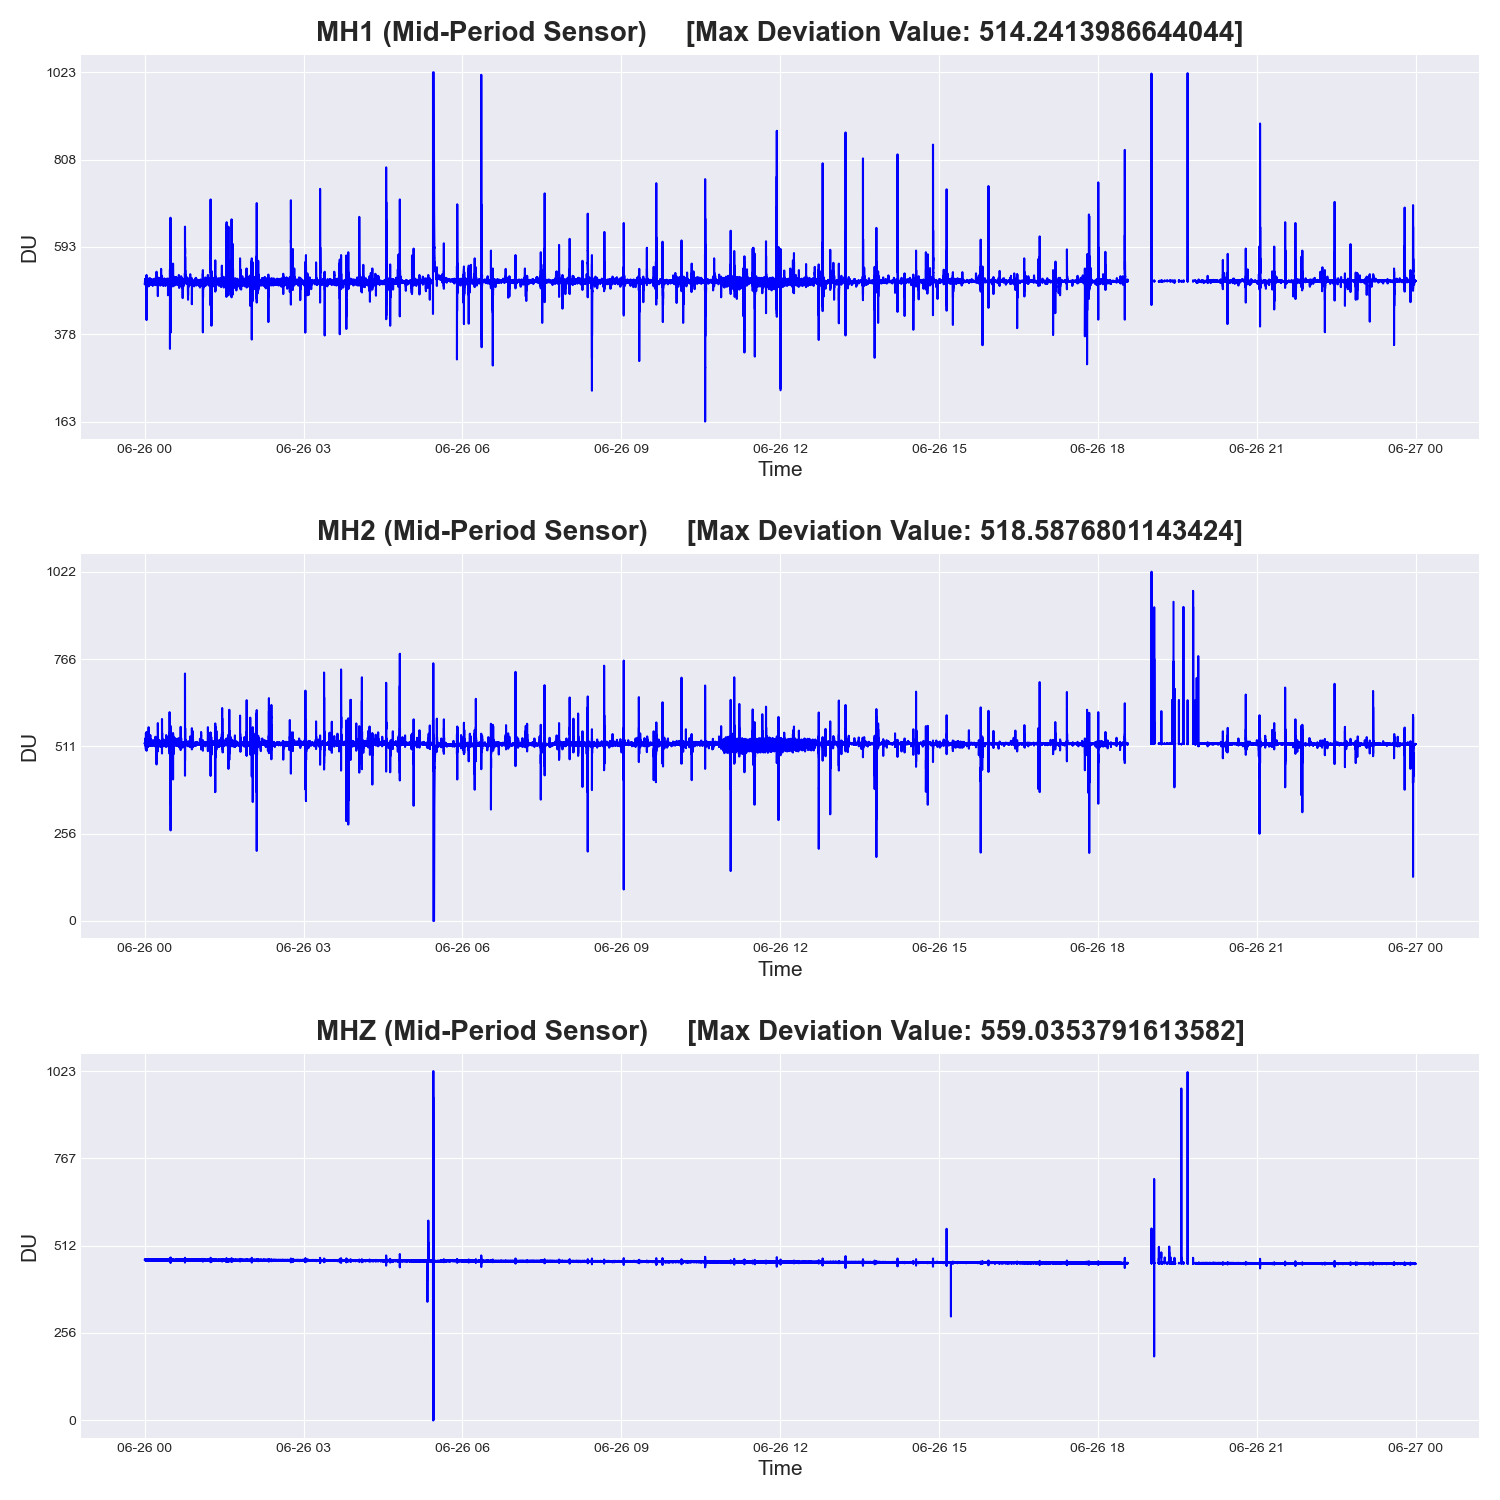 MH1 (Mid-Period Sensor) [Max Deviation Value: 514.2413986644044]
1023
808
593
378
163
DU
06-26 00 06-26 03 06-26 06 06-26 09 06-26 12 06-26 15 06-26 18 06-26 21 06-27 00
Time
MH2 (Mid-Period Sensor) [Max Deviation Value: 518.5876801143424]
1022
766
511
256
0
DU
06-26 00 06-26 03 06-26 06 06-26 09 06-26 12 06-26 15 06-26 18 06-26 21 06-27 00
Time
MHZ (Mid-Period Sensor) [Max Deviation Value: 559.0353791613582]
1023
767
512
256
0
DU
06-26 00 06-26 03 06-26 06 06-26 09 06-26 12 06-26 15 06-26 18 06-26 21 06-27 00
Time